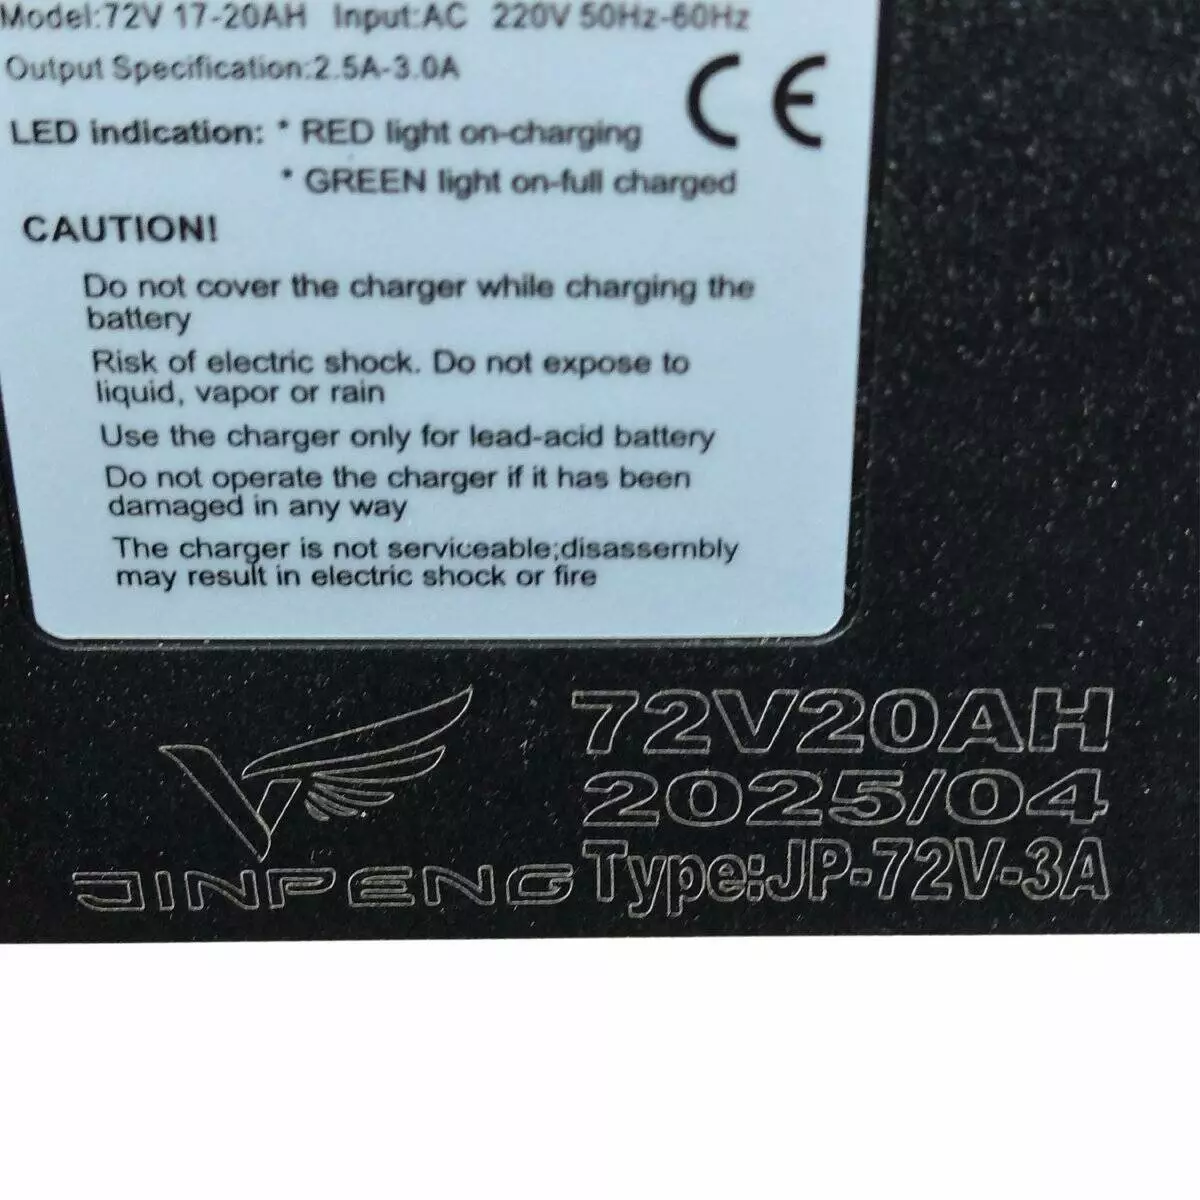 Model:72V 17-20AH Input:AC 220V 50Hz-60Hz
Output Specification:2.5A-3.0A
CE
LED indication: * RED light on-charging
* GREEN light on-full charged
CAUTION!
Do not cover the charger while charging the
battery
Risk of electric shock. Do not expose to
liquid, vapor or rain
Use the charger only for lead-acid battery
Do not operate the charger if it has been
damaged in any way
The charger is not serviceable;disassembly
may result in electric shock or fire
72V20AH
2025/04
JINPENG Type:JP-72V-3A